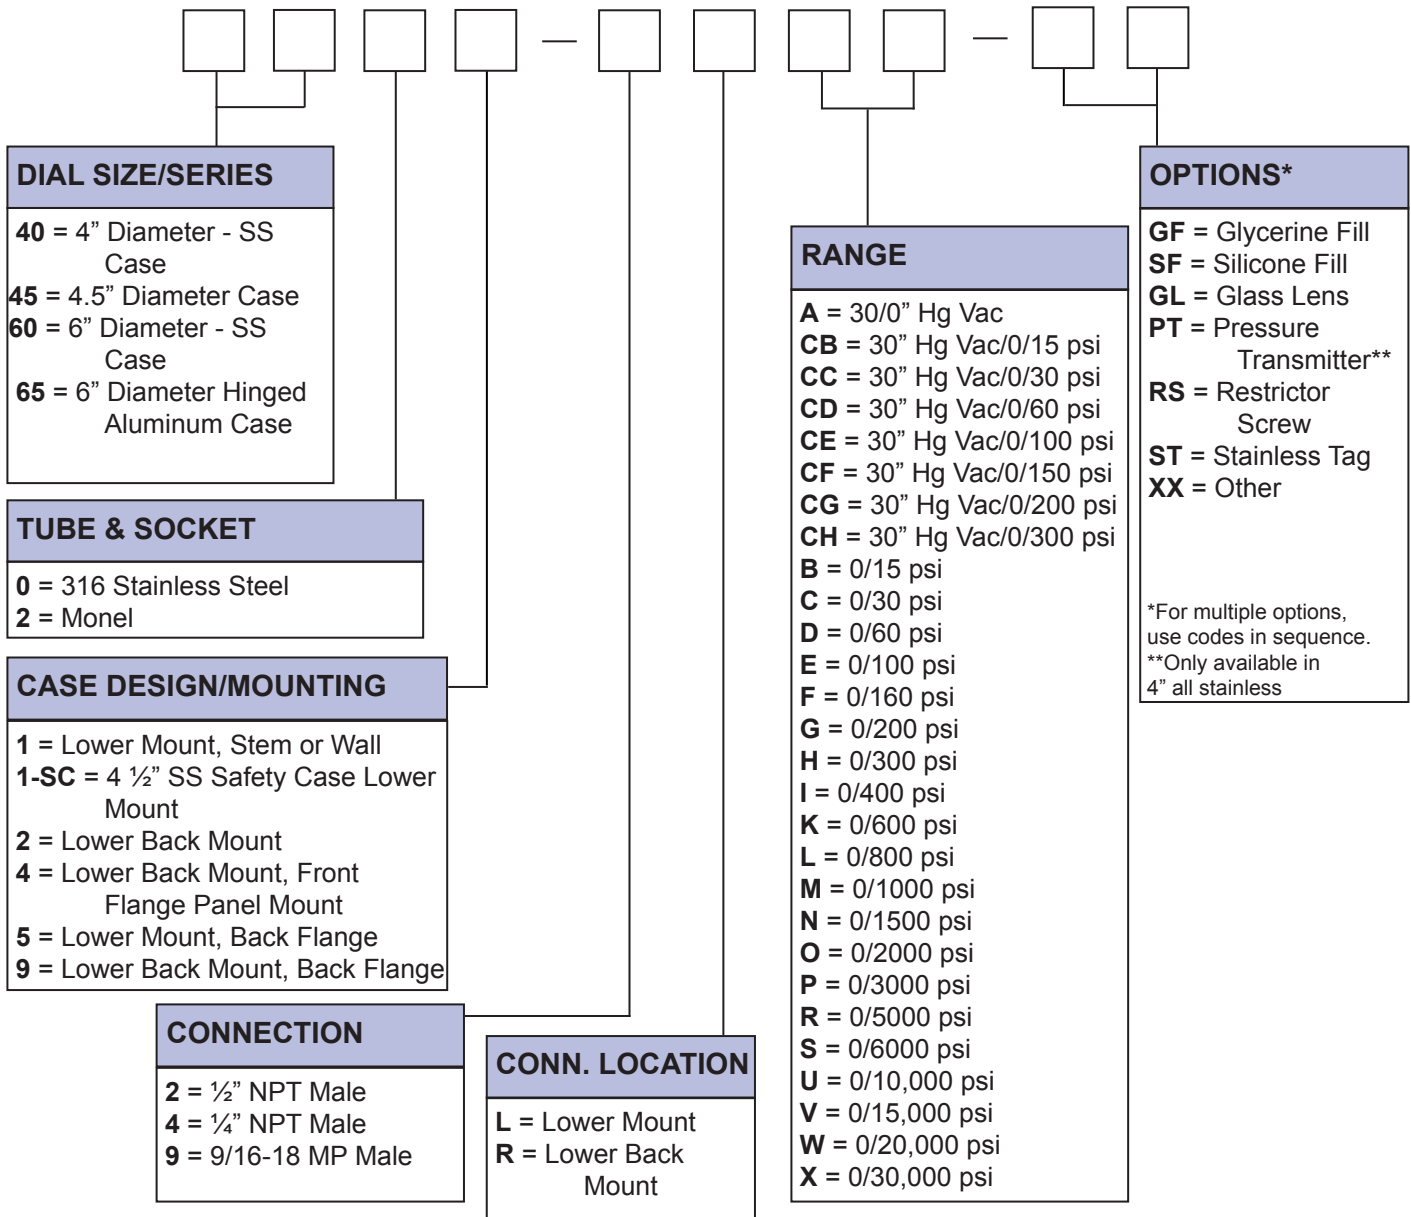 DIAL SIZE/SERIES
40 = 4” Diameter - SS
Case
45 = 4.5” Diameter Case
60 = 6” Diameter - SS
Case
65 = 6” Diameter Hinged
Aluminum Case
TUBE & SOCKET
0 = 316 Stainless Steel
2 = Monel
CASE DESIGN/MOUNTING
1 = Lower Mount, Stem or Wall
1-SC = 4 ½” SS Safety Case Lower
Mount
2 = Lower Back Mount
4 = Lower Back Mount, Front
Flange Panel Mount
5 = Lower Mount, Back Flange
9 = Lower Back Mount, Back Flange
CONNECTION
2 = ½” NPT Male
4 = ¼” NPT Male
9 = 9/16-18 MP Male
CONN. LOCATION
L = Lower Mount
R = Lower Back
Mount
RANGE
A = 30/0” Hg Vac
CB = 30” Hg Vac/0/15 psi
CC = 30” Hg Vac/0/30 psi
CD = 30” Hg Vac/0/60 psi
CE = 30” Hg Vac/0/100 psi
CF = 30” Hg Vac/0/150 psi
CG = 30” Hg Vac/0/200 psi
CH = 30” Hg Vac/0/300 psi
B = 0/15 psi
C = 0/30 psi
D = 0/60 psi
E = 0/100 psi
F = 0/160 psi
G = 0/200 psi
H = 0/300 psi
I = 0/400 psi
K = 0/600 psi
L = 0/800 psi
M = 0/1000 psi
N = 0/1500 psi
O = 0/2000 psi
P = 0/3000 psi
R = 0/5000 psi
S = 0/6000 psi
U = 0/10,000 psi
V = 0/15,000 psi
W = 0/20,000 psi
X = 0/30,000 psi
OPTIONS*
GF = Glycerine Fill
SF = Silicone Fill
GL = Glass Lens
PT = Pressure
Transmitter**
RS = Restrictor
Screw
ST = Stainless Tag
XX = Other
*For multiple options,
use codes in sequence.
**Only available in
4” all stainless